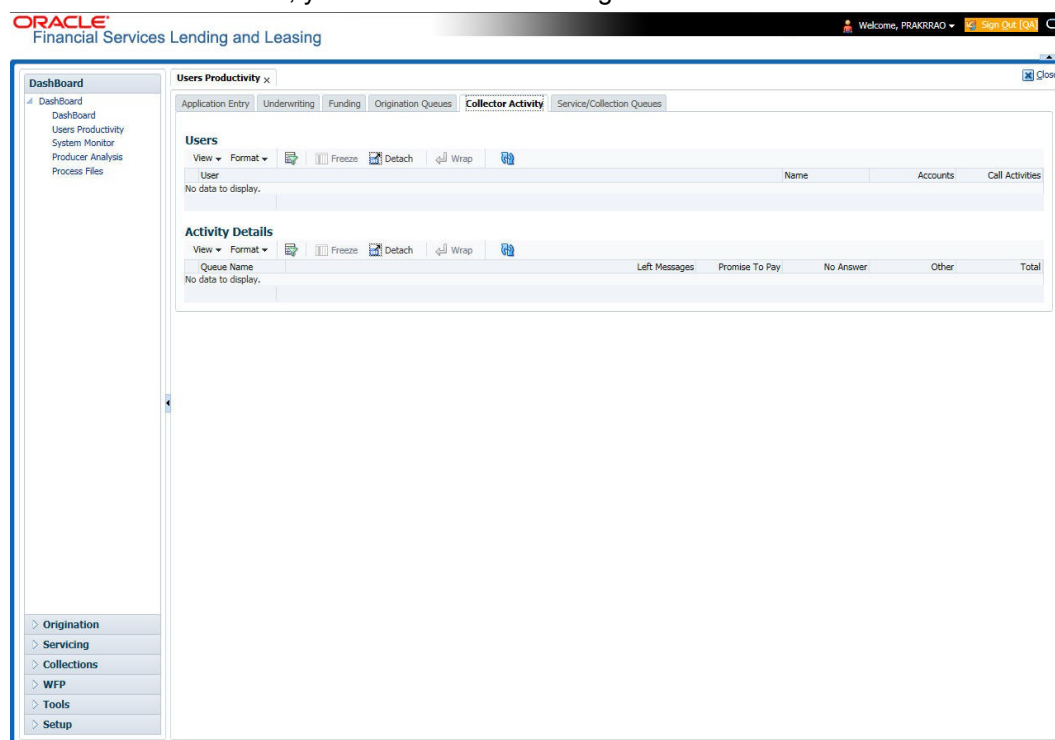 ORACLE
Financial Services Lending and Leasing
Welcome, PRAKRRAO
Sign Out [QA]
DashBoard
DashBoard
DashBoard
Users Productivity
System Monitor
Producer Analysis
Process Files
Origination
Servicing
Collections
WFP
Tools
Setup
Users Productivity ×
Close
Application Entry Underwriting Funding Origination Queues Collector Activity Service/Collection Queues
Users
View Format Freeze Detach Wrap
User Name Accounts Call Activities
No data to display.
Activity Details
View Format Freeze Detach Wrap
Queue Name Left Messages Promise To Pay No Answer Other Total
No data to display.